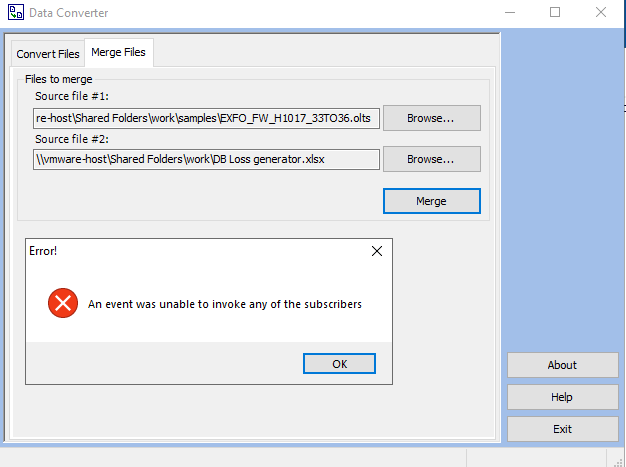 Data Converter
Convert Files
Merge Files
Files to merge
Source file #1:
re-host\Shared Folders\work\samples\EXFO_FW_H1017_33TO36.olts
Browse...
Source file #2:
\\vmware-host\Shared Folders\work\DB Loss generator.xlsx
Browse...
Merge
Error!
An event was unable to invoke any of the subscribers
OK
About
Help
Exit